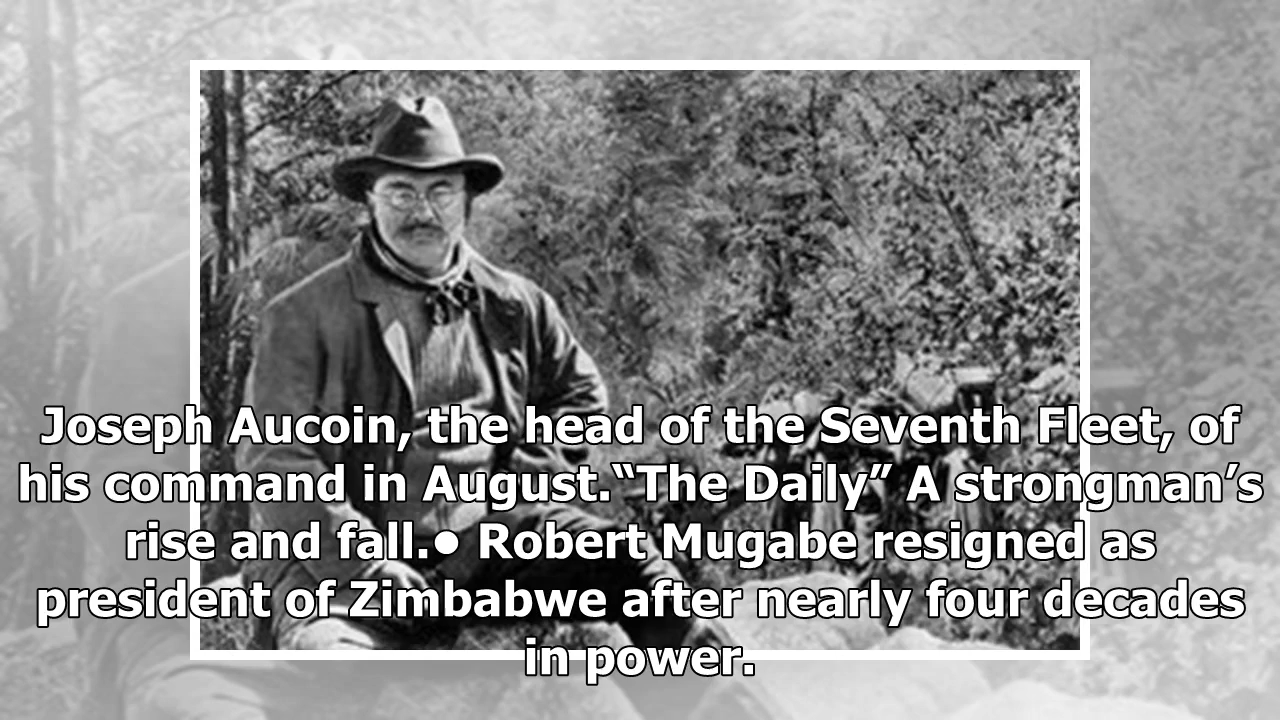 Joseph Aucoin, the head of the Seventh Fleet, of
his command in August.“The Daily” A strongman’s
rise and fall.● Robert Mugabe resigned as
president of Zimbabwe after nearly four decades
in power.